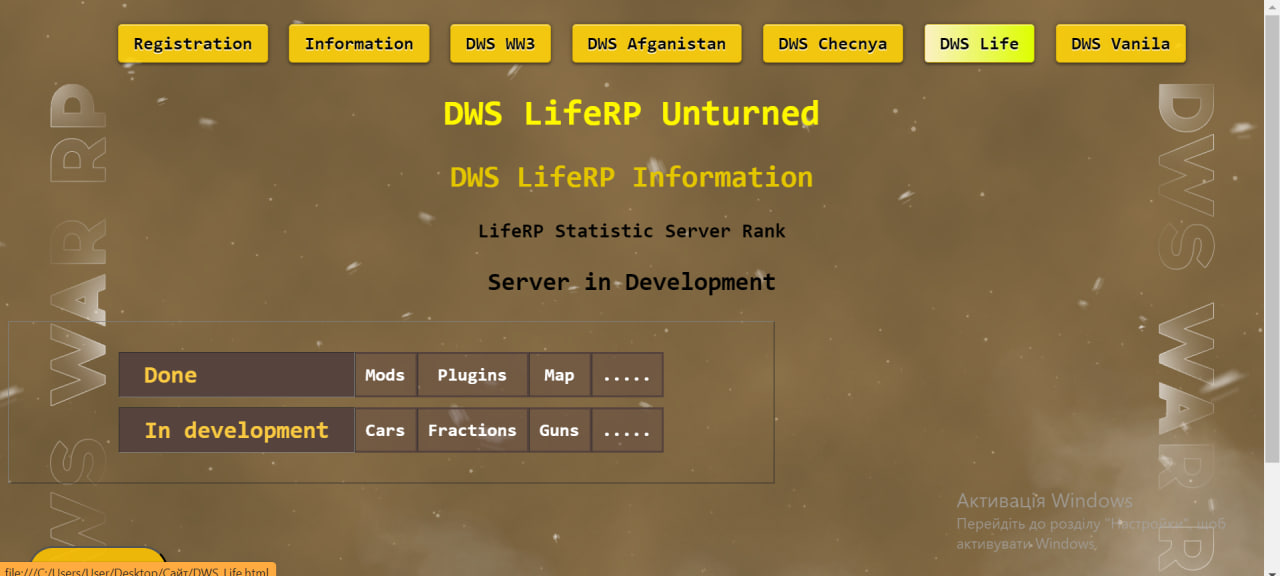 Registration Information DWS WW3 DWS Afganistan DWS Checnya DWS Life DWS Vanila
DWS LifeRP Unturned
DWS LifeRP Information
LifeRP Statistic Server Rank
Server in Development
Done Mods Plugins Map .....
In development Cars Fractions Guns .....
DWS WAR RP
WS WAR RP
Активація Windows
Перейдіть до розділу "Настройки", щоб
активувати Windows.
file:///C:/Users/User/Desktop/Сайт/DWS_Life.html